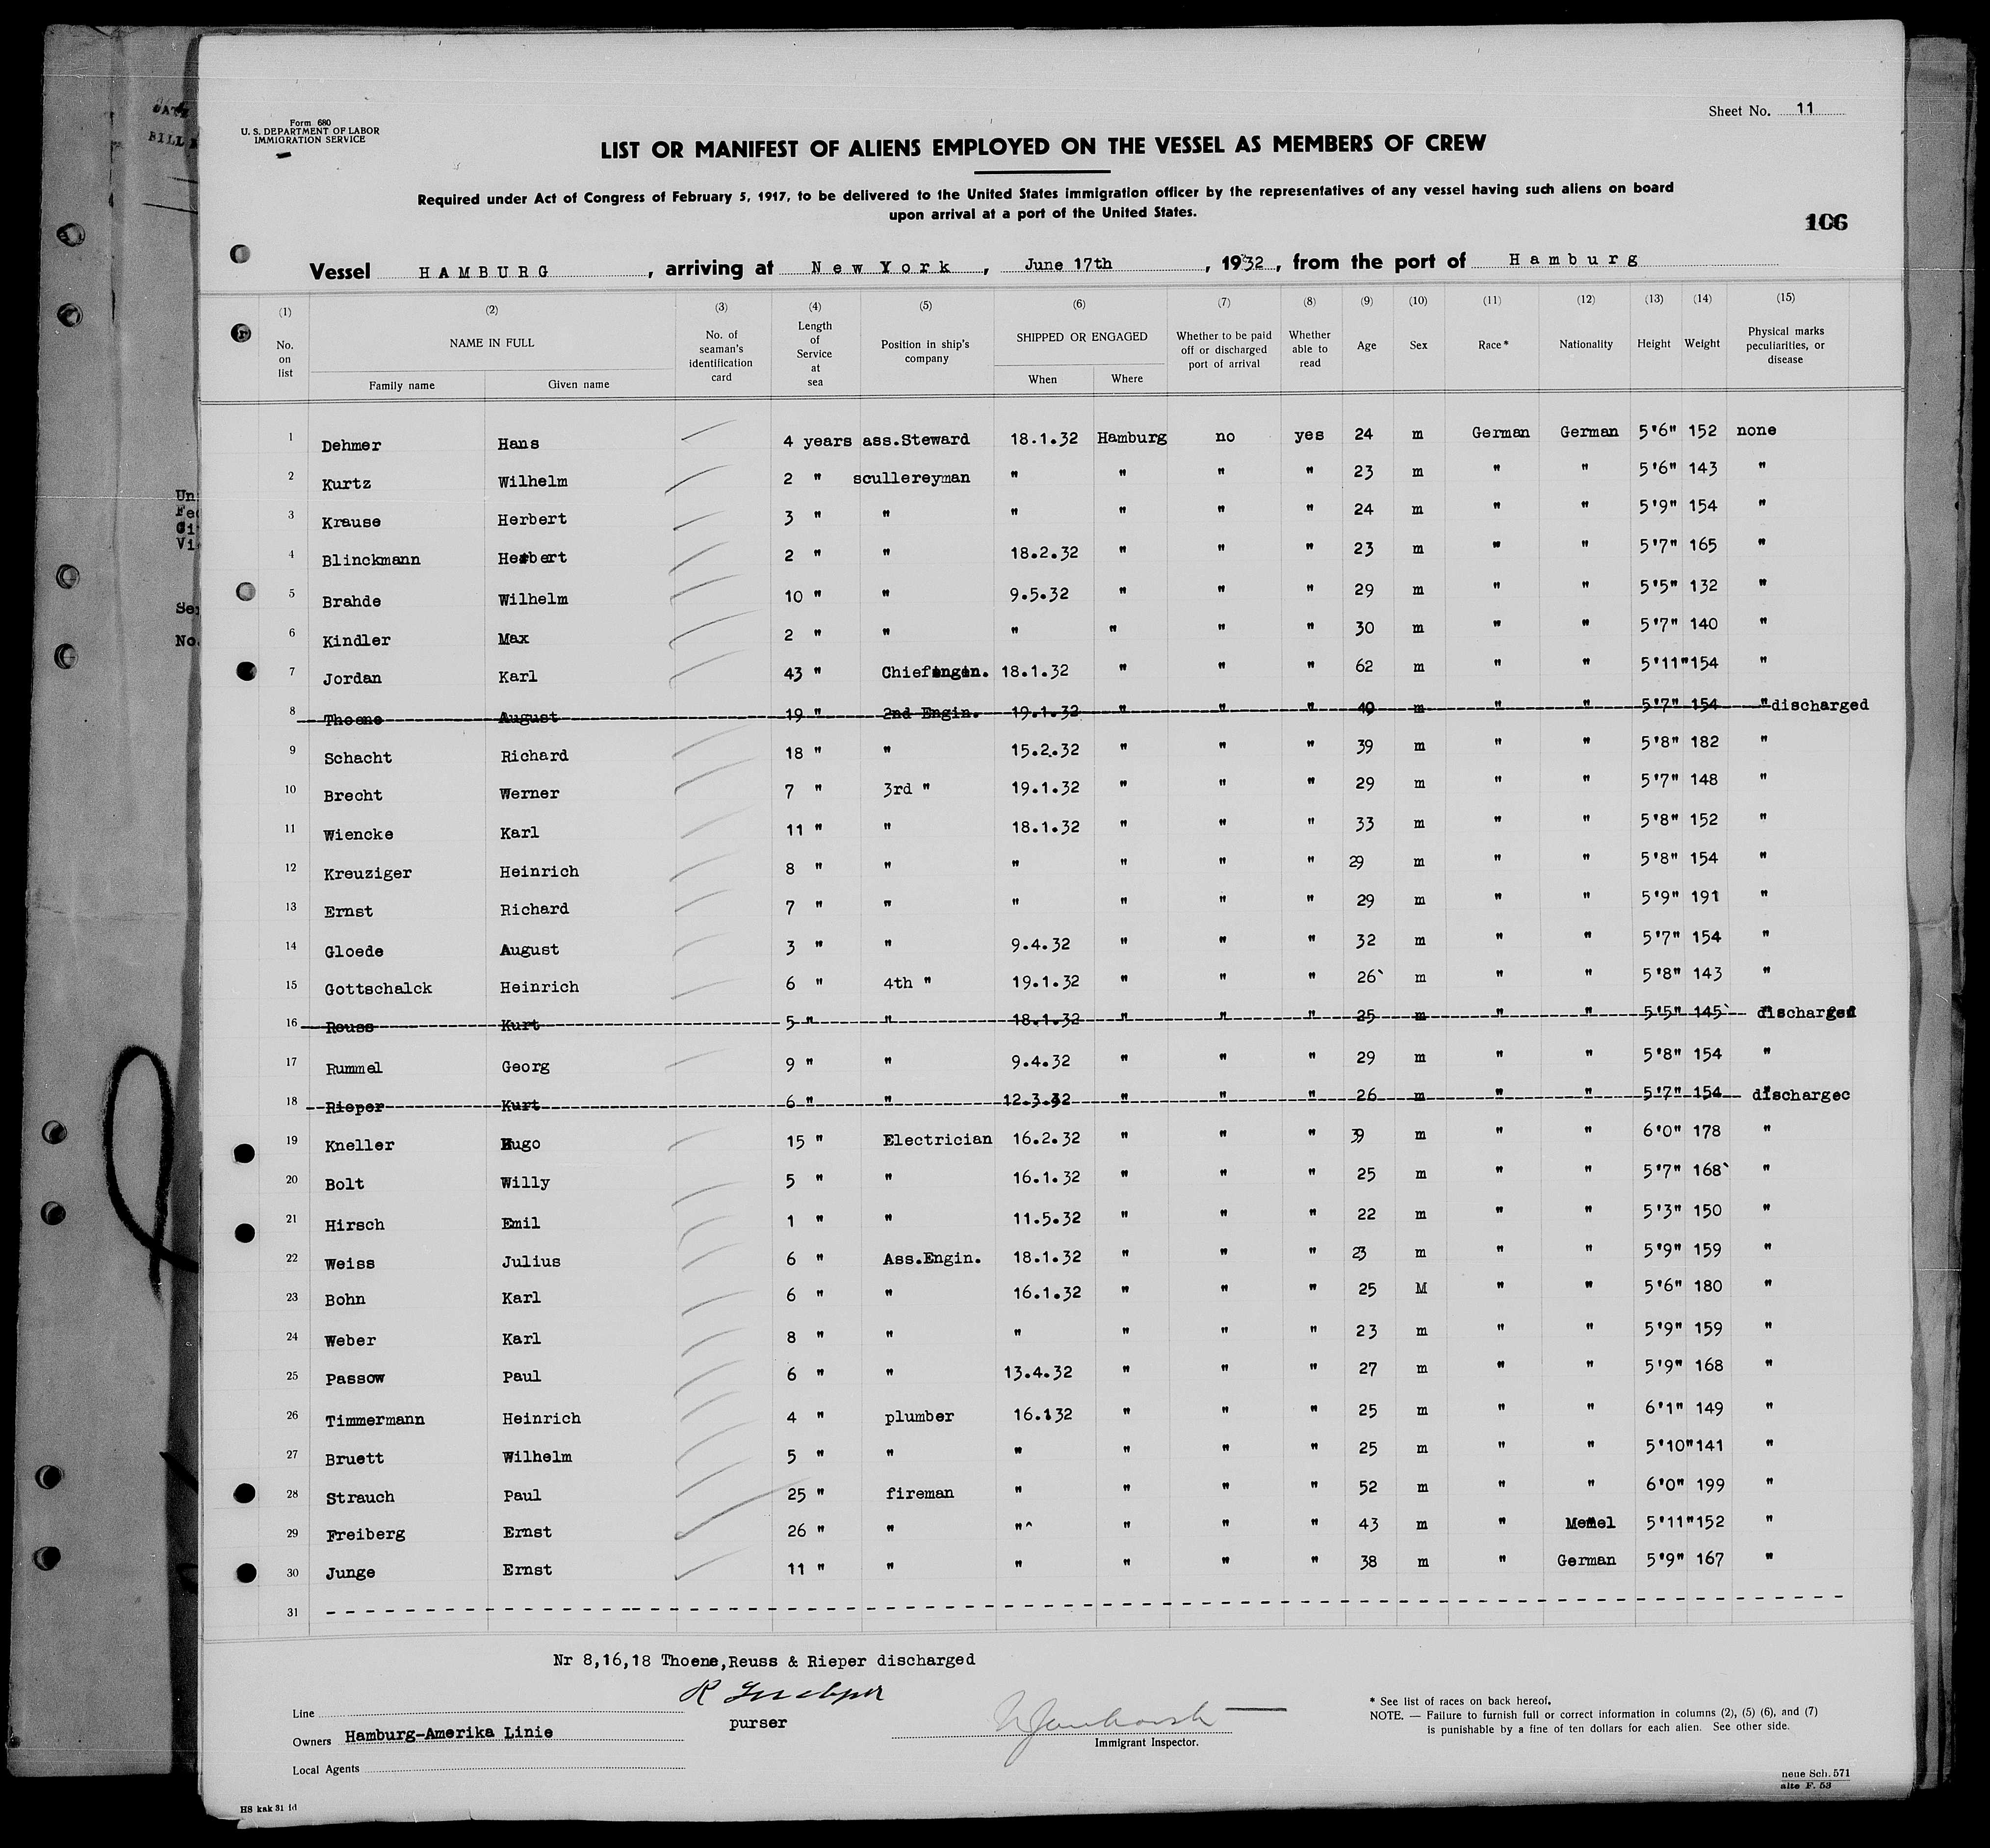 Form 680
U. S. DEPARTMENT OF LABOR
IMMIGRATION SERVICE
Sheet No. 11
LIST OR MANIFEST OF ALIENS EMPLOYED ON THE VESSEL AS MEMBERS OF CREW
Required under Act of Congress of February 5, 1917, to be delivered to the United States immigration officer by the representatives of any vessel having such aliens on board
upon arrival at a port of the United States.
106
Vessel HAMBURG, arriving at New York, June 17th, 1932, from the port of Hamburg
(1) No. on list
(2) NAME IN FULL Family name Given name
(3) No. of seaman's identification card
(4) Length of Service at sea
(5) Position in ship's company
(6) SHIPPED OR ENGAGED When Where
(7) Whether to be paid off or discharged port of arrival
(8) Whether able to read
(9) Age
(10) Sex
(11) Race*
(12) Nationality
(13) Height
(14) Weight
(15) Physical marks peculiarities, or disease
1 Dehmer Hans 4 years ass.Steward 18.1.32 Hamburg no yes 24 m German German 5'6" 152 none
2 Kurtz Wilhelm 2 " scullereyman " " " " 23 m " " 5'6" 143 "
3 Krause Herbert 3 " " " " " " 24 m " " 5'9" 154 "
4 Blinckmann Herbert 2 " " 18.2.32 " " " 23 m " " 5'7" 165 "
5 Brahde Wilhelm 10 " " 9.5.32 " " " 29 m " " 5'5" 132 "
6 Kindler Max 2 " " " " " " 30 m " " 5'7" 140 "
7 Jordan Karl 43 " Chiefengin. 18.1.32 " " " 62 m " " 5'11" 154 "
8 Thoene August 19 " 2nd Engin. 19.1.32 " " " 40 m " " 5'7" 154 " discharged
9 Schacht Richard 18 " " 15.2.32 " " " 39 m " " 5'8" 182 "
10 Brecht Werner 7 " 3rd " 19.1.32 " " " 29 m " " 5'7" 148 "
11 Wiencke Karl 11 " " 18.1.32 " " " 33 m " " 5'8" 152 "
12 Kreuziger Heinrich 8 " " " " " " 29 m " " 5'8" 154 "
13 Ernst Richard 7 " " " " " " 29 m " " 5'9" 191 "
14 Gloede August 3 " " 9.4.32 " " " 32 m " " 5'7" 154 "
15 Gottschalck Heinrich 6 " 4th " 19.1.32 " " " 26 m " " 5'8" 143 "
16 Reuss Kurt 5 " " 18.1.32 " " " 25 m " " 5'5" 145 discharged
17 Rummel Georg 9 " " 9.4.32 " " " 29 m " " 5'8" 154 "
18 Rieper Kurt 6 " " 12.3.32 " " " 26 m " " 5'7" 154 discharged
19 Kneller Hugo 15 " Electrician 16.2.32 " " " 39 m " " 6'0" 178 "
20 Bolt Willy 5 " " 16.1.32 " " " 25 m " " 5'7" 168 "
21 Hirsch Emil 1 " " 11.5.32 " " " 22 m " " 5'3" 150 "
22 Weiss Julius 6 " Ass.Engin. 18.1.32 " " " 23 m " " 5'9" 159 "
23 Bohn Karl 6 " " 16.1.32 " " " 25 M " " 5'6" 180 "
24 Weber Karl 8 " " " " " " 23 m " " 5'9" 159 "
25 Passow Paul 6 " " 13.4.32 " " " 27 m " " 5'9" 168 "
26 Timmermann Heinrich 4 " plumber 16.132 " " " 25 m " " 6'1" 149 "
27 Bruett Wilhelm 5 " " " " " " 25 m " " 5'10" 141 "
28 Strauch Paul 25 " fireman " " " " 52 m " " 6'0" 199 "
29 Freiberg Ernst 26 " " " " " " 43 m " Memel 5'11" 152 "
30 Junge Ernst 11 " " " " " " 38 m " German 5'9" 167 "
31
Nr 8,16,18 Thoene,Reuss & Rieper discharged
Line
purser
Owners Hamburg-Amerika Linie
Immigrant Inspector.
Local Agents
* See list of races on back hereof.
NOTE. — Failure to furnish full or correct information in columns (2), (5) (6), and (7)
is punishable by a fine of ten dollars for each alien. See other side.
neue Sch. 571
alte F. 53
HS kak 31 id